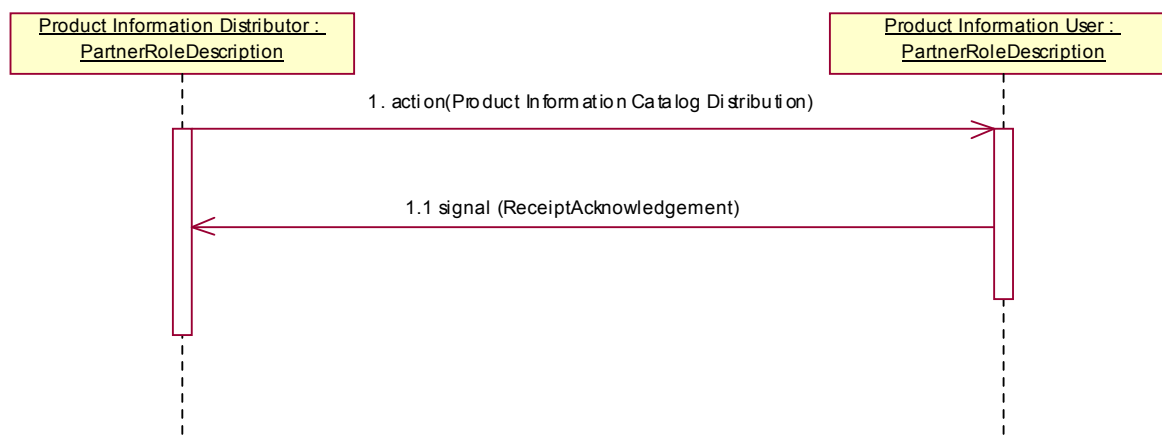 Product Information Distributor :
PartnerRoleDescription
Product Information User :
PartnerRoleDescription
1. action(Product Information Catalog Distribution)
1.1 signal (ReceiptAcknowledgement)